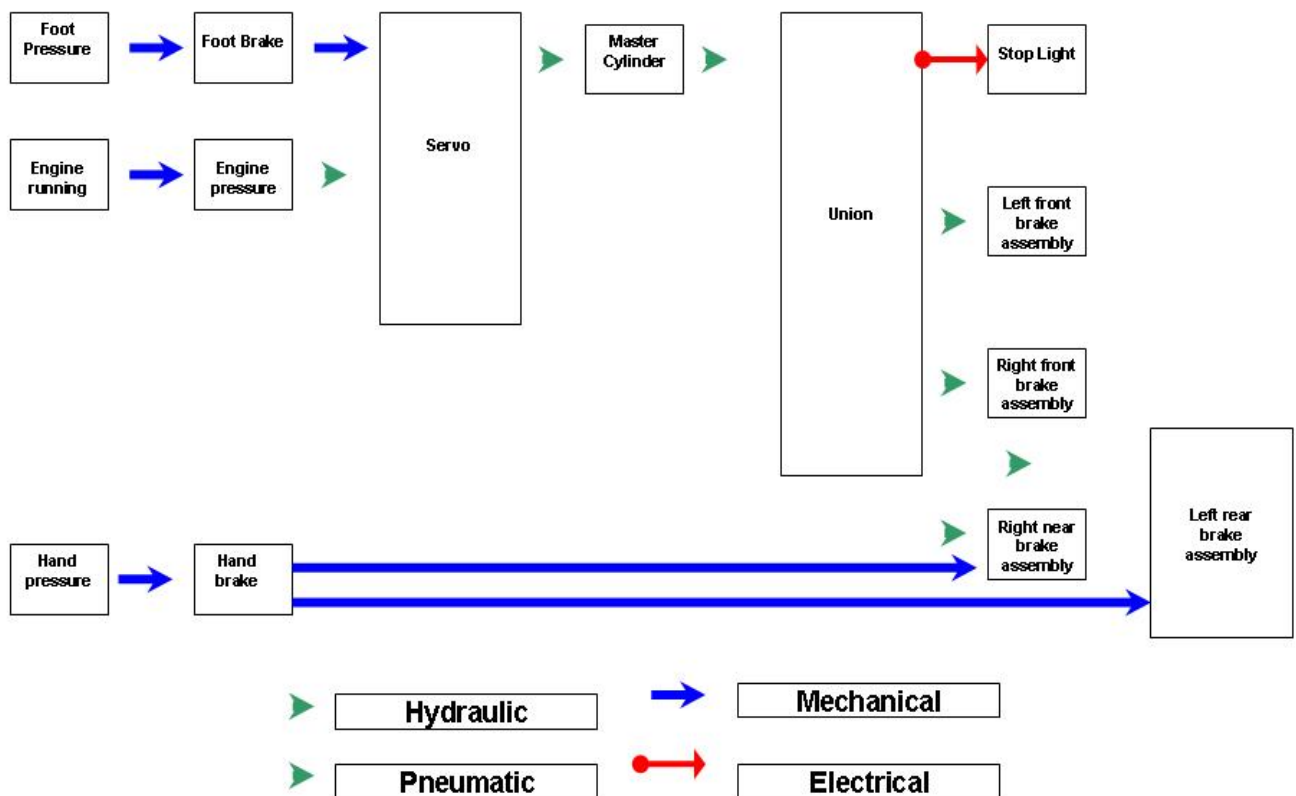 Foot
Pressure
Foot Brake
Servo
Master
Cylinder
Union
Stop Light
Engine
running
Engine
pressure
Left front
brake
assembly
Right front
brake
assembly
Right near
brake
assembly
Left rear
brake
assembly
Hand
pressure
Hand
brake
Hydraulic
Mechanical
Pneumatic
Electrical